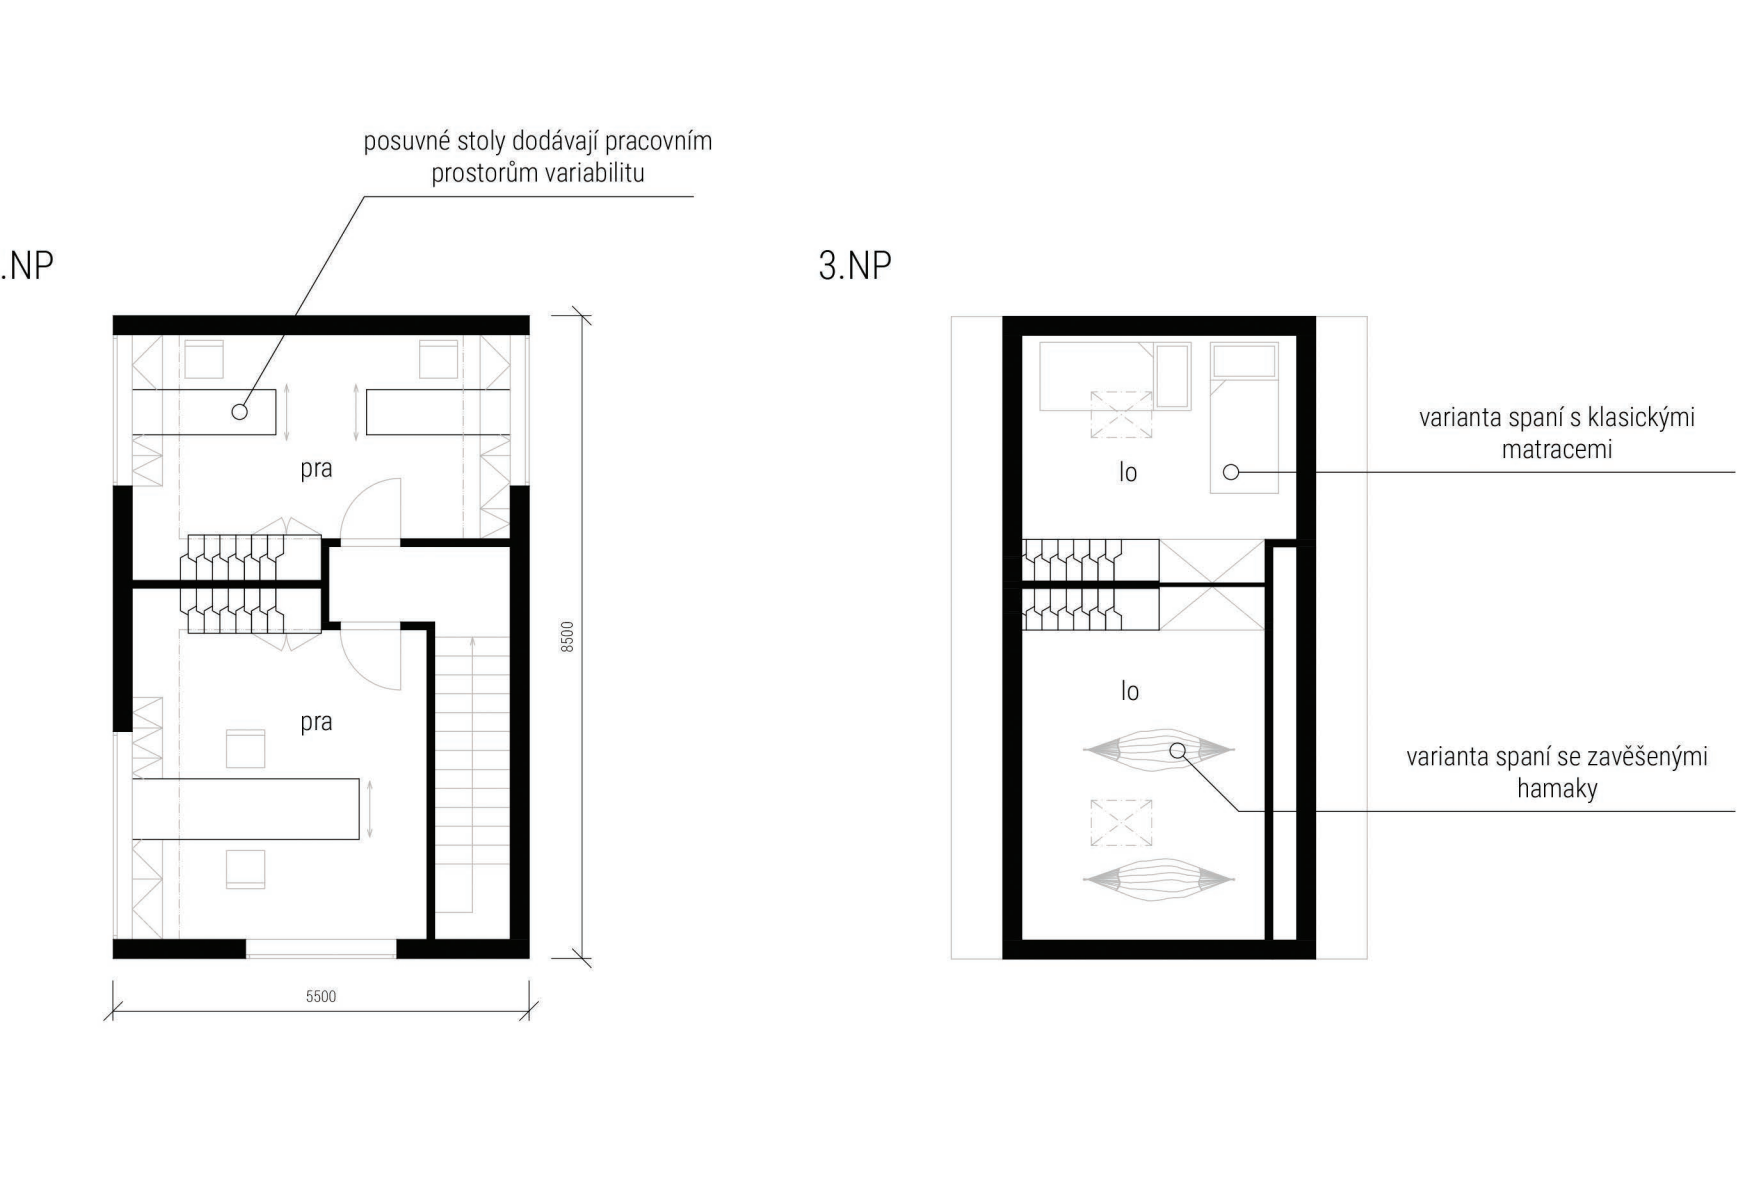 posuvné stoly dodávají pracovním
prostorům variabilitu
.NP
3.NP
varianta spaní s klasickými
matracemi
pra
lo
8500
lo
pra
varianta spaní se zavěšenými
hamaky
5500